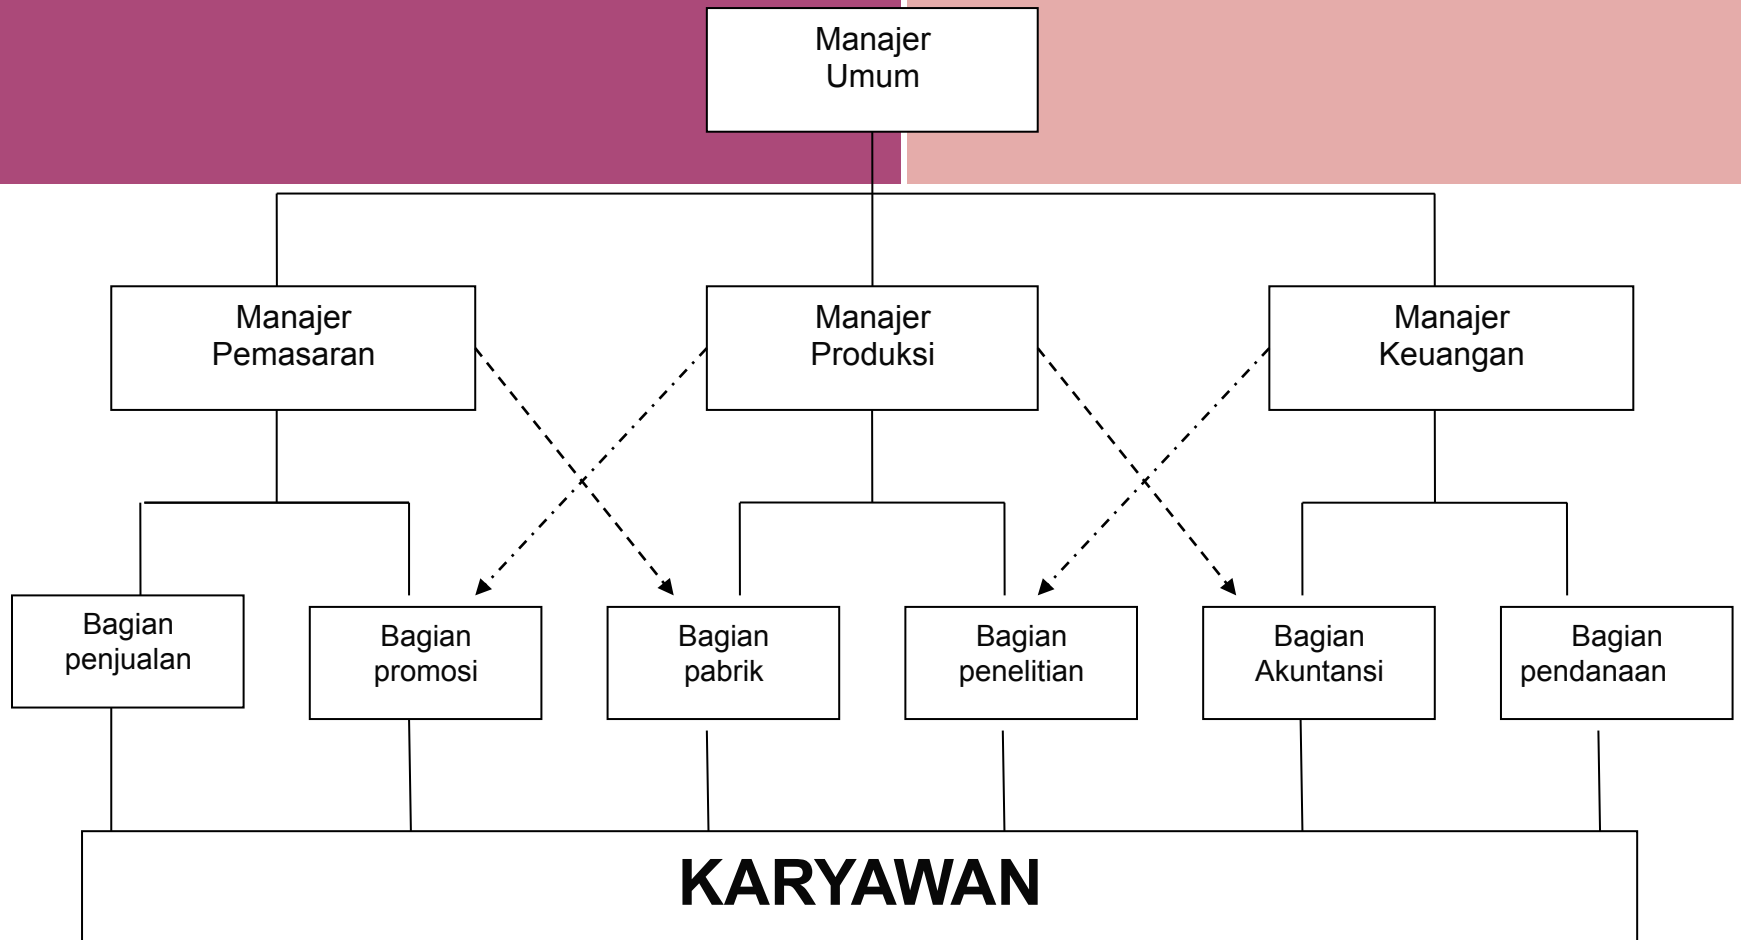 Manajer
Umum
Manajer
Pemasaran
Manajer
Produksi
Manajer
Keuangan
Bagian
penjualan
Bagian
promosi
Bagian
pabrik
Bagian
penelitian
Bagian
Akuntansi
Bagian
pendanaan
KARYAWAN